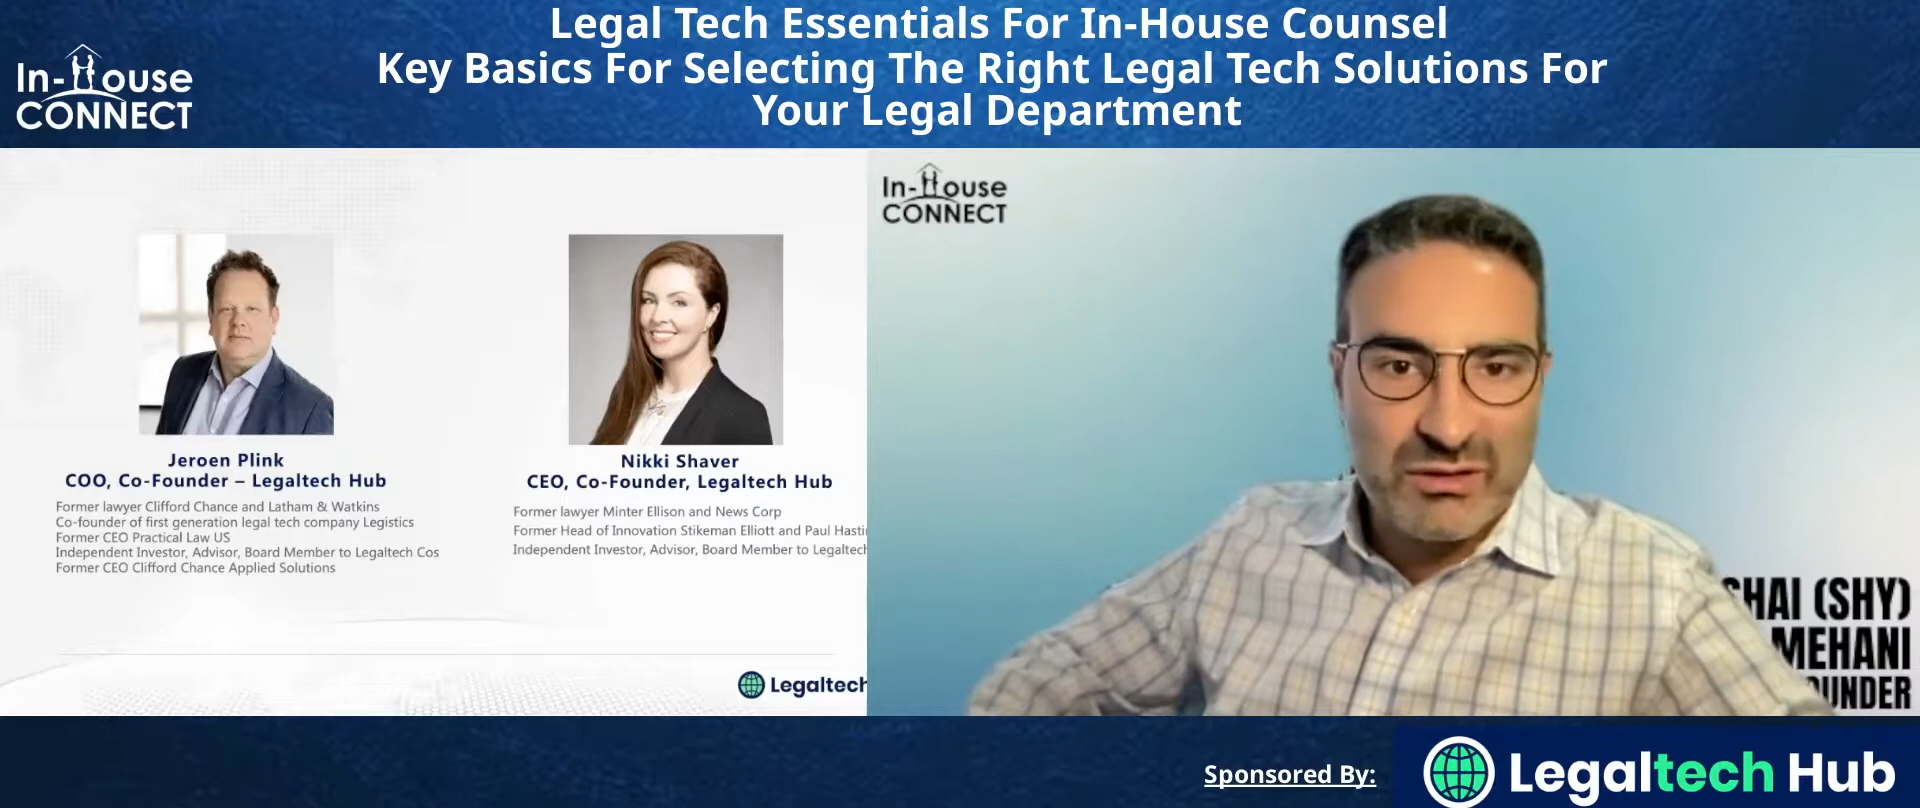 Legal Tech Essentials For In-House Counsel
Key Basics For Selecting The Right Legal Tech Solutions For
Your Legal Department
In-House
CONNECT
In-House
CONNECT
Jeroen Plink
COO, Co-Founder – Legaltech Hub
Former lawyer Clifford Chance and Latham & Watkins
Co-founder of first generation legal tech company Legistics
Former CEO Practical Law US
Independent Investor, Advisor, Board Member to Legaltech Cos
Former CEO Clifford Chance Applied Solutions
Nikki Shaver
CEO, Co-Founder, Legaltech Hub
Former lawyer Minter Ellison and News Corp
Former Head of Innovation Stikeman Elliott and Paul Hasti
Independent Investor, Advisor, Board Member to Legaltech
Legaltech
SHAI (SHY)
MEHANI
OUNDER
Sponsored By:
Legaltech Hub